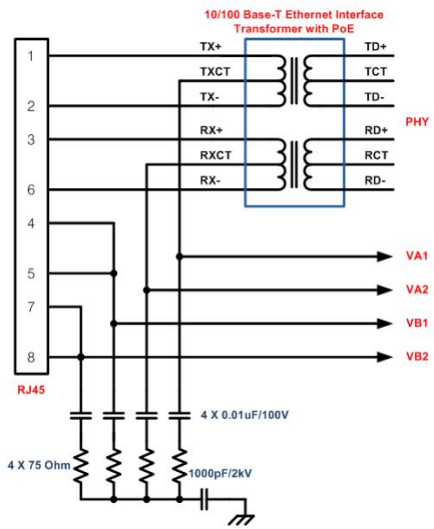 10/100 Base-T Ethernet Interface
Transformer with PoE
1
TX+
TD+
TXCT
TCT
2
TX-
TD-
PHY
3
RX+
RD+
RXCT
RCT
6
RX-
RD-
4
5
VA1
VA2
7
VB1
8
VB2
RJ45
4 X 0.01uF/100V
4 X 75 Ohm
1000pF/2kV